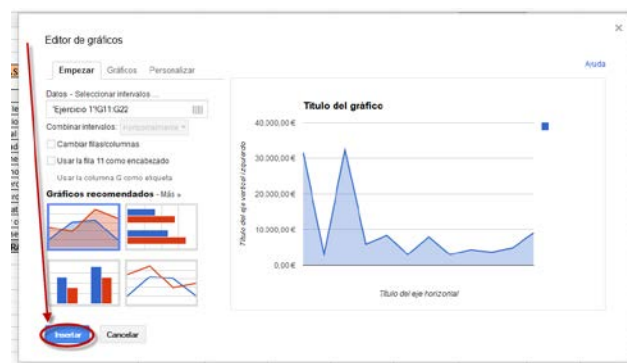 Editor de gráficos
Empezar Gráficos Personalizar
Ayuda
Datos - Seleccionar intervalos ...
'Ejercicio 1'!G11:G22
Combinar intervalos: Horizontalmente
Cambiar filas/columnas
Usar la fila 11 como encabezado
Usar la columna G como etiqueta
Gráficos recomendados - Más »
Insertar Cancelar
Título del gráfico
Título del eje vertical izquierdo
40.000,00 €
30.000,00 €
20.000,00 €
10.000,00 €
0,00 €
Título del eje horizontal